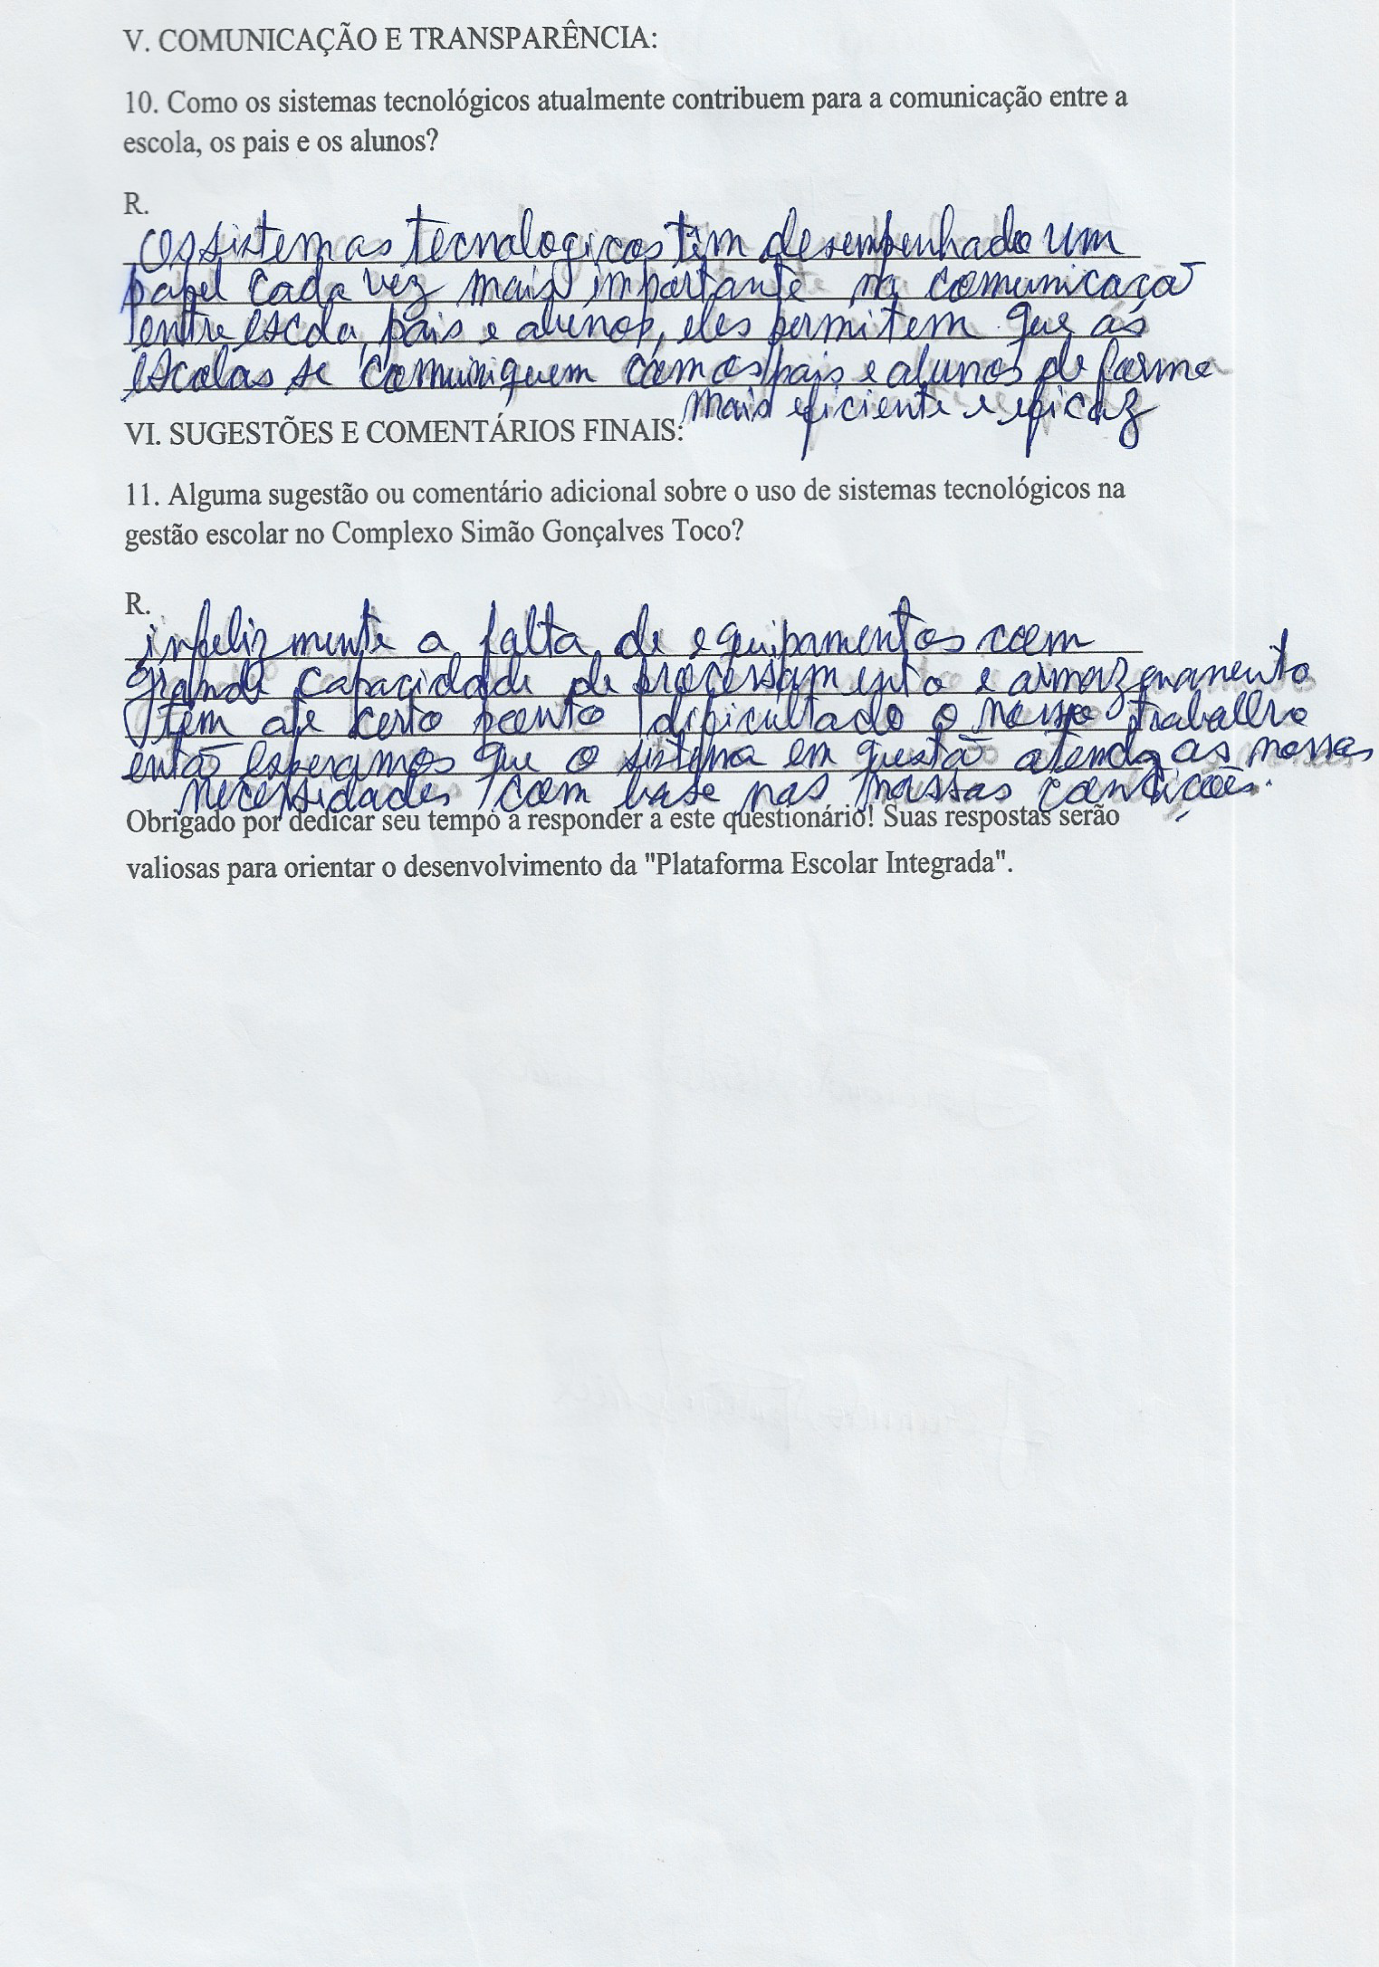 V. COMUNICAÇÃO E TRANSPARÊNCIA:
10. Como os sistemas tecnológicos atualmente contribuem para a comunicação entre a
escola, os pais e os alunos?
R.
Os sistemas tecnologicos têm desempenhado um
papel cada vez mais importante na comunicaçaõ
entre escola, pais e alunos, eles permitem que as
escolas se comuniquem com os pais e alunos de forma
mais eficiente e eficaz
VI. SUGESTÕES E COMENTÁRIOS FINAIS:
11. Alguma sugestão ou comentário adicional sobre o uso de sistemas tecnológicos na
gestão escolar no Complexo Simão Gonçalves Toco?
R.
infelizmente a falta de equipamentos com
grande capacidade de processamento e armazenamento
têm até certo ponto dificultado o nosso trabalho
então esperamos que o sistema em questão atenda as nossas
necessidades com base nas nossas condições.
Obrigado por dedicar seu tempo a responder a este questionário! Suas respostas serão
valiosas para orientar o desenvolvimento da "Plataforma Escolar Integrada".